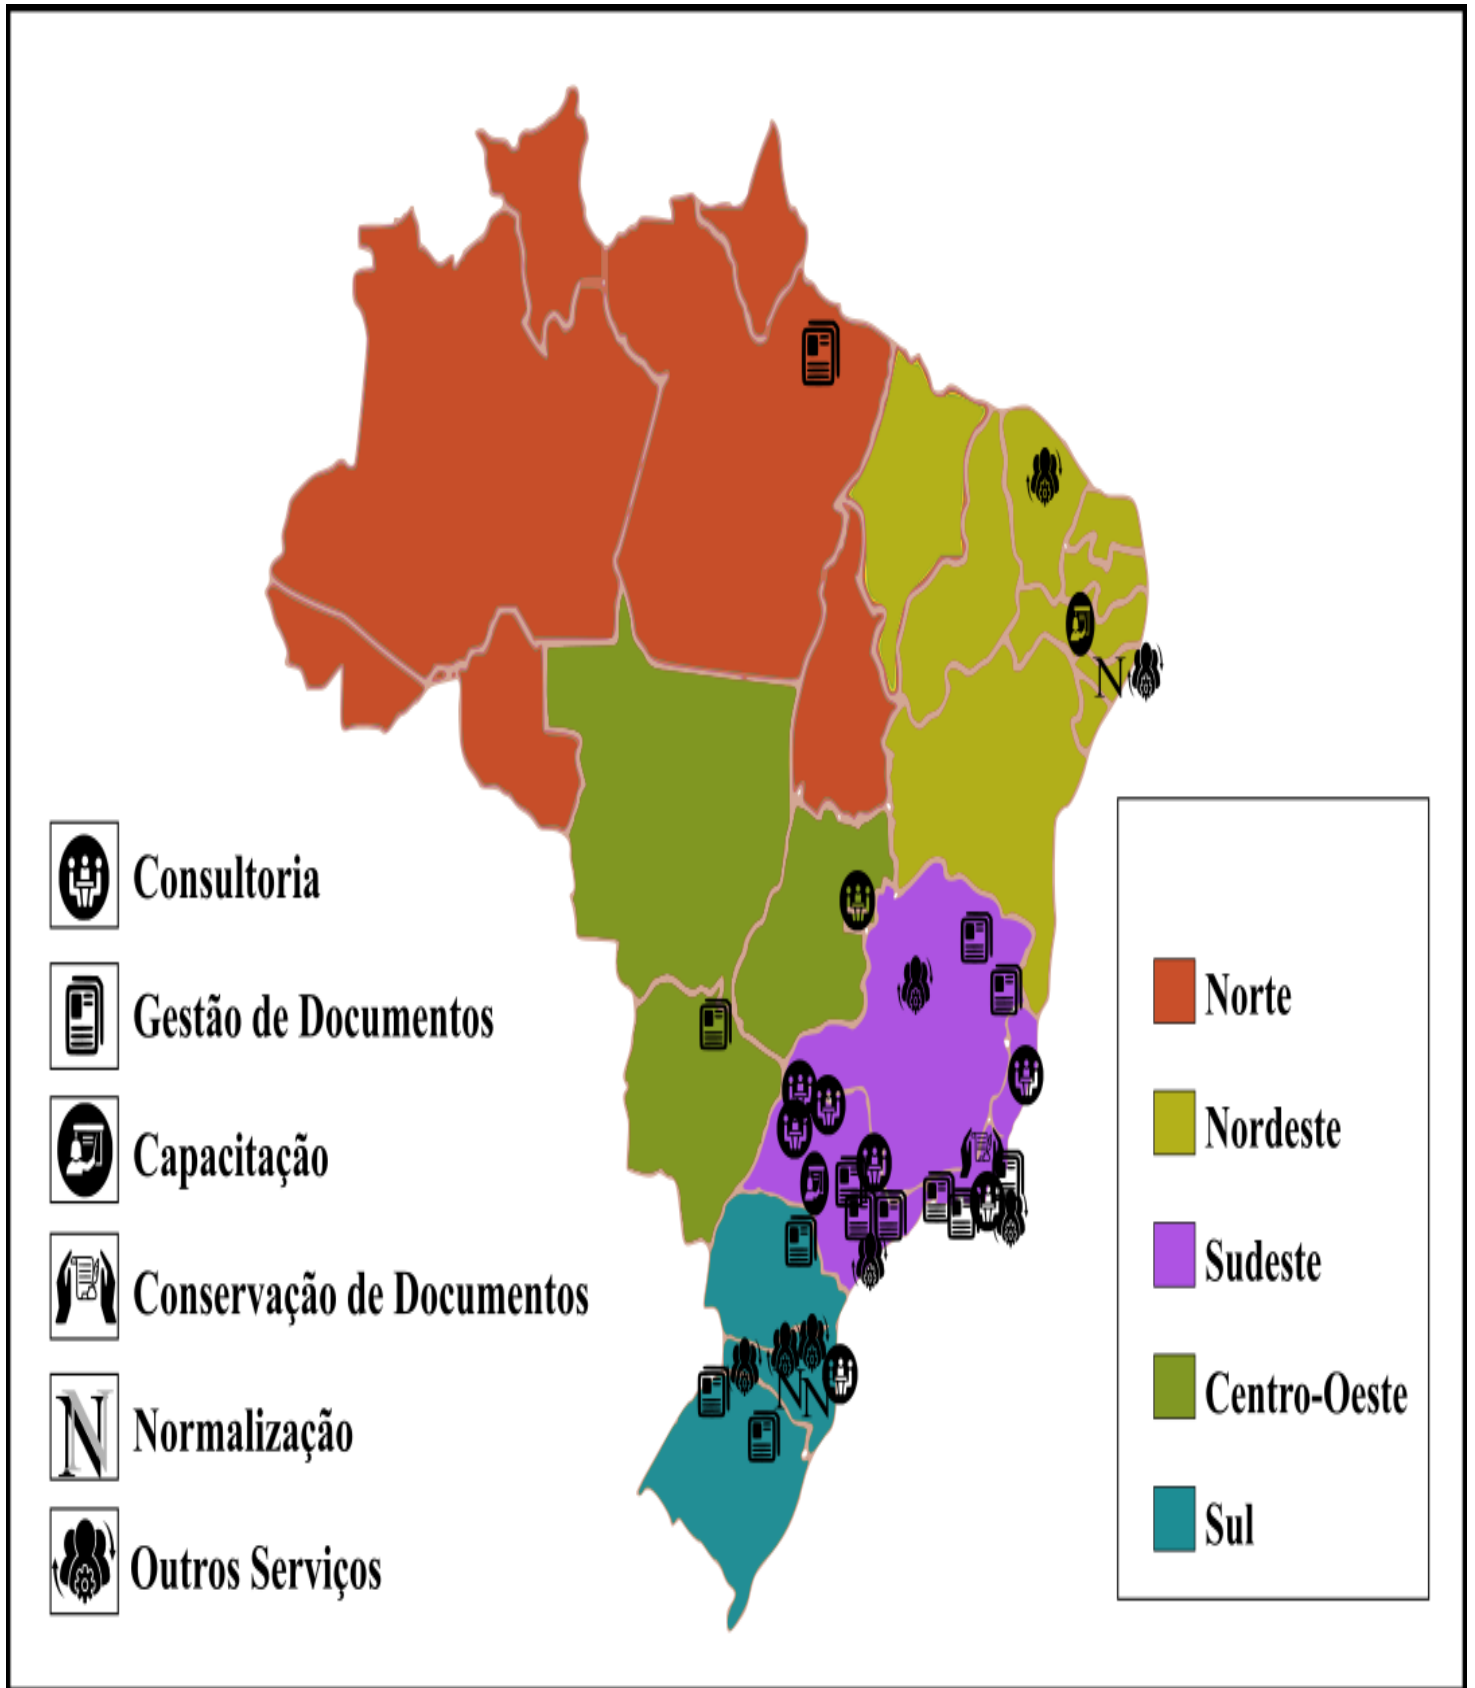 Consultoria
Gestão de Documentos
Capacitação
Conservação de Documentos
N Normalização
Outros Serviços
N
N
N
Norte
Nordeste
Sudeste
Centro-Oeste
Sul